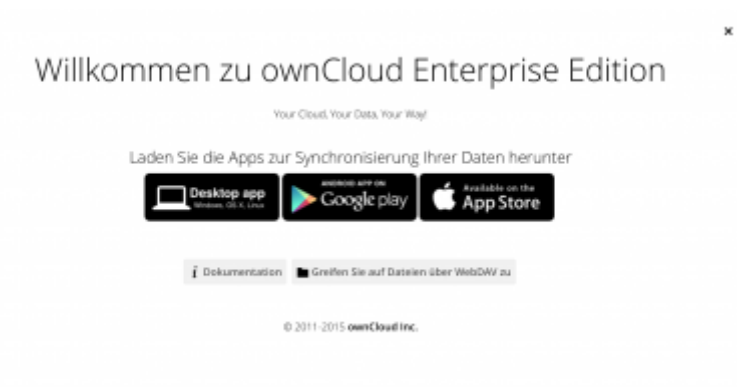 ×
Willkommen zu ownCloud Enterprise Edition
Your Cloud, Your Data, Your Way!
Laden Sie die Apps zur Synchronisierung Ihrer Daten herunter
Desktop app
Windows, OS X, Linux
ANDROID APP ON
Google play
Available on the
App Store
i Dokumentation
Greifen Sie auf Dateien über WebDAV zu
© 2011-2015 ownCloud Inc.